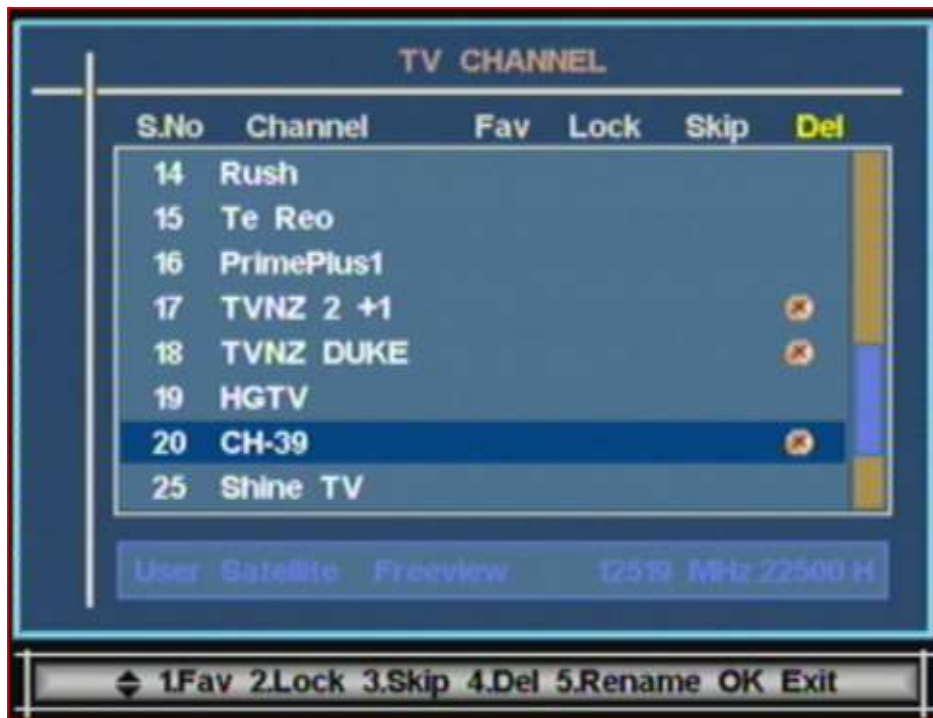 TV CHANNEL
S.No Channel Fav Lock Skip Del
14 Rush
15 Te Reo
16 PrimePlus1
17 TVNZ 2 +1
18 TVNZ DUKE
19 HGTV
20 CH-39
25 Shine TV
User Satellite Freeview 12519 MHz 22500 H
1.Fav 2.Lock 3.Skip 4.Del 5.Rename OK Exit